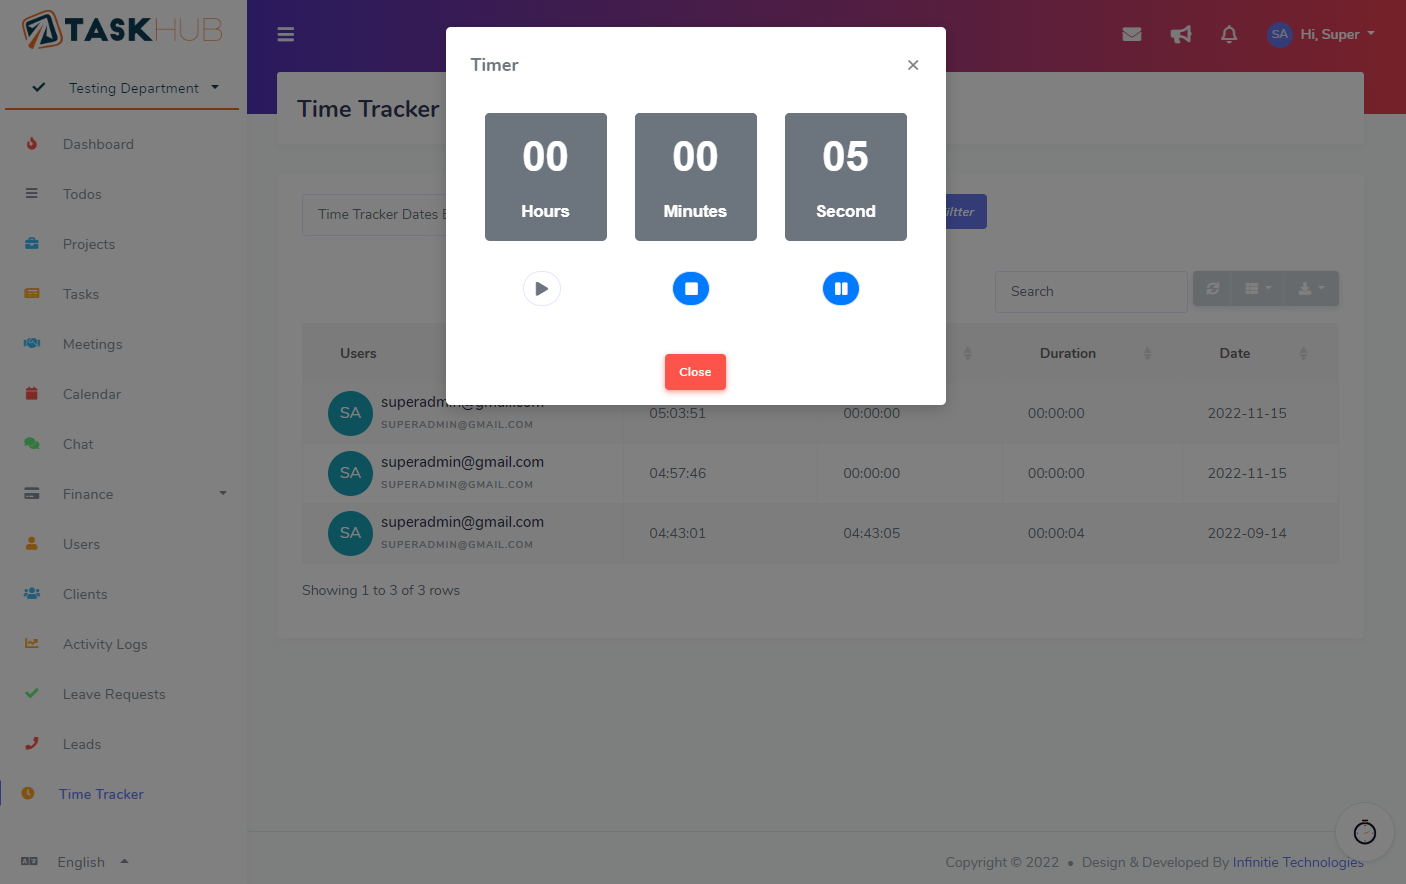 TASKHUB
Testing Department
Dashboard
Todos
Projects
Tasks
Meetings
Calendar
Chat
Finance
Users
Clients
Activity Logs
Leave Requests
Leads
Time Tracker
English
SA Hi, Super
Time Tracker
Time Tracker Dates
Timer
×
00 00 05
Hours Minutes Second
Close
Search
Users Duration Date
SA superadmin@gmail.com 05:03:51 00:00:00 00:00:00 2022-11-15
SUPERADMIN@GMAIL.COM
SA superadmin@gmail.com 04:57:46 00:00:00 00:00:00 2022-11-15
SUPERADMIN@GMAIL.COM
SA superadmin@gmail.com 04:43:01 04:43:05 00:00:04 2022-09-14
SUPERADMIN@GMAIL.COM
Showing 1 to 3 of 3 rows
Copyright © 2022 • Design & Developed By Infinitie Technologies